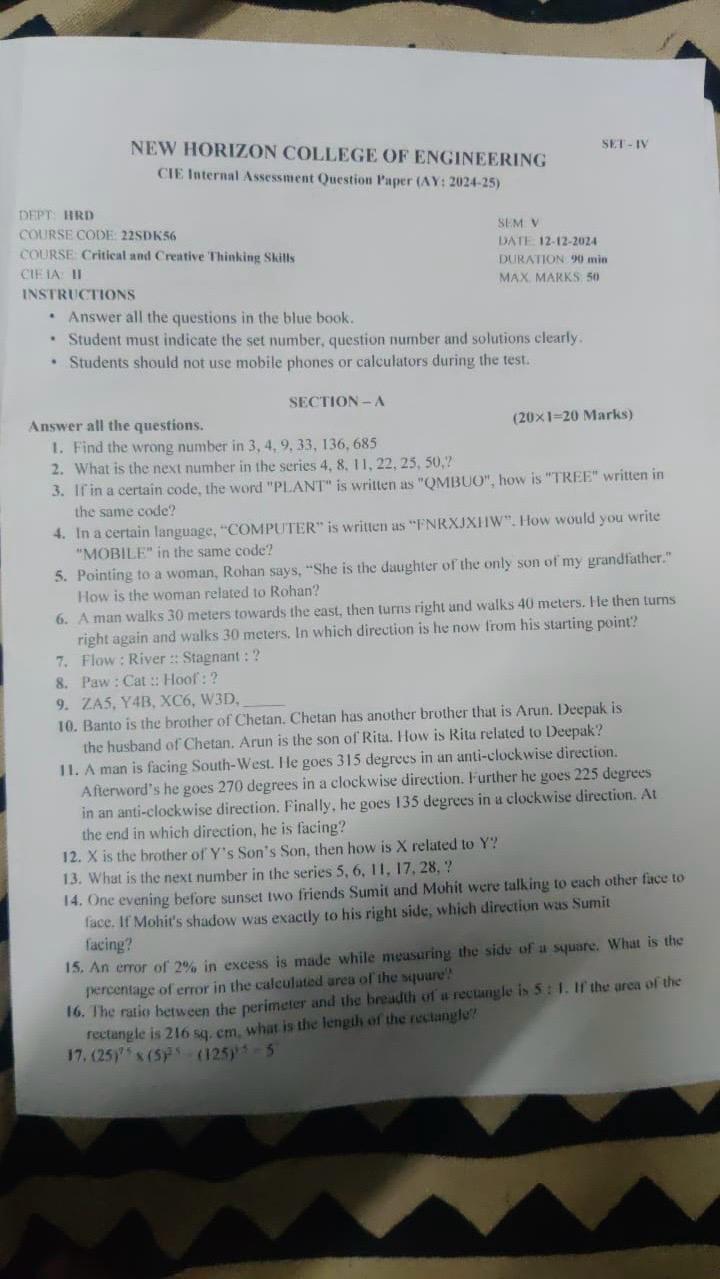 SET - IV
NEW HORIZON COLLEGE OF ENGINEERING
CIE Internal Assessment Question Paper (AY: 2024-25)
DEPT: HRD
SEM: V
COURSE CODE: 22SDK56
DATE: 12-12-2024
COURSE: Critical and Creative Thinking Skills
DURATION: 90 min
CIE IA: II
MAX. MARKS: 50
INSTRUCTIONS
• Answer all the questions in the blue book.
• Student must indicate the set number, question number and solutions clearly.
• Students should not use mobile phones or calculators during the test.
SECTION – A
Answer all the questions.
(20×1=20 Marks)
1. Find the wrong number in 3, 4, 9, 33, 136, 685
2. What is the next number in the series 4, 8, 11, 22, 25, 50,?
3. If in a certain code, the word "PLANT" is written as "QMBUO", how is "TREE" written in
the same code?
4. In a certain language, “COMPUTER” is written as “FNRXJXHW”. How would you write
"MOBILE" in the same code?
5. Pointing to a woman, Rohan says, “She is the daughter of the only son of my grandfather."
How is the woman related to Rohan?
6. A man walks 30 meters towards the east, then turns right and walks 40 meters. He then turns
right again and walks 30 meters. In which direction is he now from his starting point?
7. Flow : River :: Stagnant : ?
8. Paw : Cat :: Hoof : ?
9. ZA5, Y4B, XC6, W3D, _____
10. Banto is the brother of Chetan. Chetan has another brother that is Arun. Deepak is
the husband of Chetan. Arun is the son of Rita. How is Rita related to Deepak?
11. A man is facing South-West. He goes 315 degrees in an anti-clockwise direction.
Afterword’s he goes 270 degrees in a clockwise direction. Further he goes 225 degrees
in an anti-clockwise direction. Finally, he goes 135 degrees in a clockwise direction. At
the end in which direction, he is facing?
12. X is the brother of Y’s Son’s Son, then how is X related to Y?
13. What is the next number in the series 5, 6, 11, 17, 28, ?
14. One evening before sunset two friends Sumit and Mohit were talking to each other face to
face. If Mohit's shadow was exactly to his right side, which direction was Sumit
facing?
15. An error of 2% in excess is made while measuring the side of a square. What is the
percentage of error in the calculated area of the square?
16. The ratio between the perimeter and the breadth of a rectangle is 5 : 1. If the area of the
rectangle is 216 sq. cm, what is the length of the rectangle?
17. (25) x (5) (125) 5